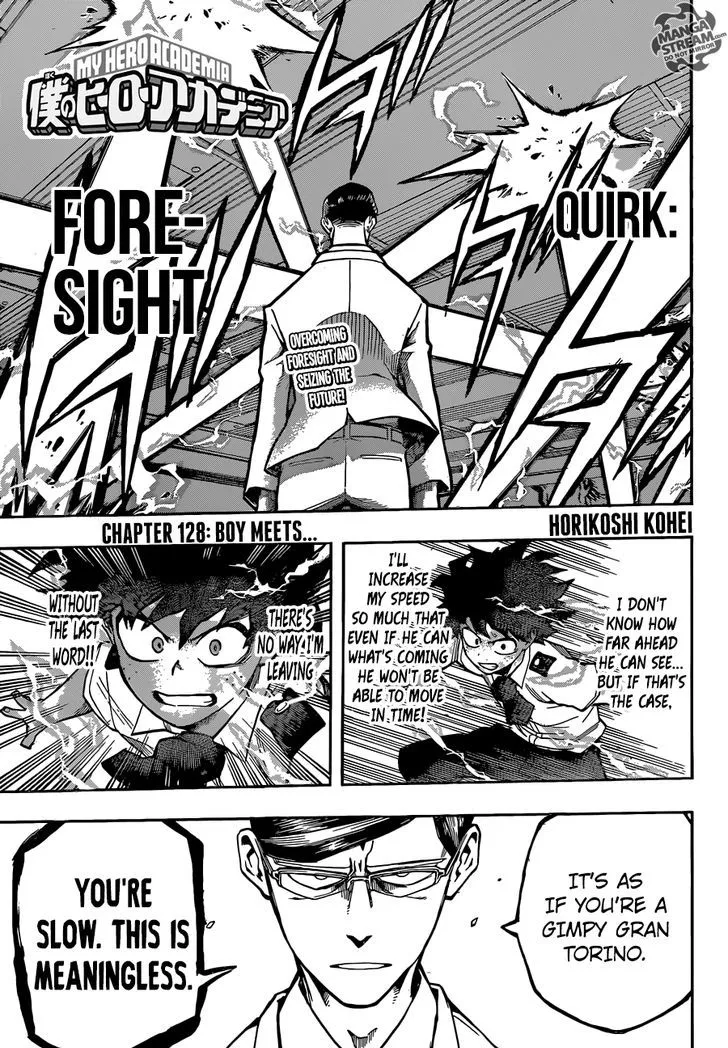 MANGA
STREAM.com
DO NOT MIRROR
MY HERO ACADEMIA
僕のヒーローアカデミア
QUIRK:
FORE-
SIGHT
OVERCOMING
FORESIGHT AND
SEIZING THE
FUTURE!
HORIKOSHI KOHEI
CHAPTER 128: BOY MEETS...
I DON'T
KNOW HOW
FAR AHEAD
HE CAN SEE...
BUT IF THAT'S
THE CASE,
I'LL
INCREASE
MY SPEED
SO MUCH THAT
EVEN IF HE CAN
WHAT'S COMING
HE WON'T BE
ABLE TO MOVE
IN TIME!
THERE'S
NO WAY I'M
LEAVING
WITHOUT
THE LAST
WORD!!
IT'S AS
IF YOU'RE A
GIMPY GRAN
TORINO.
YOU'RE
SLOW. THIS IS
MEANINGLESS.